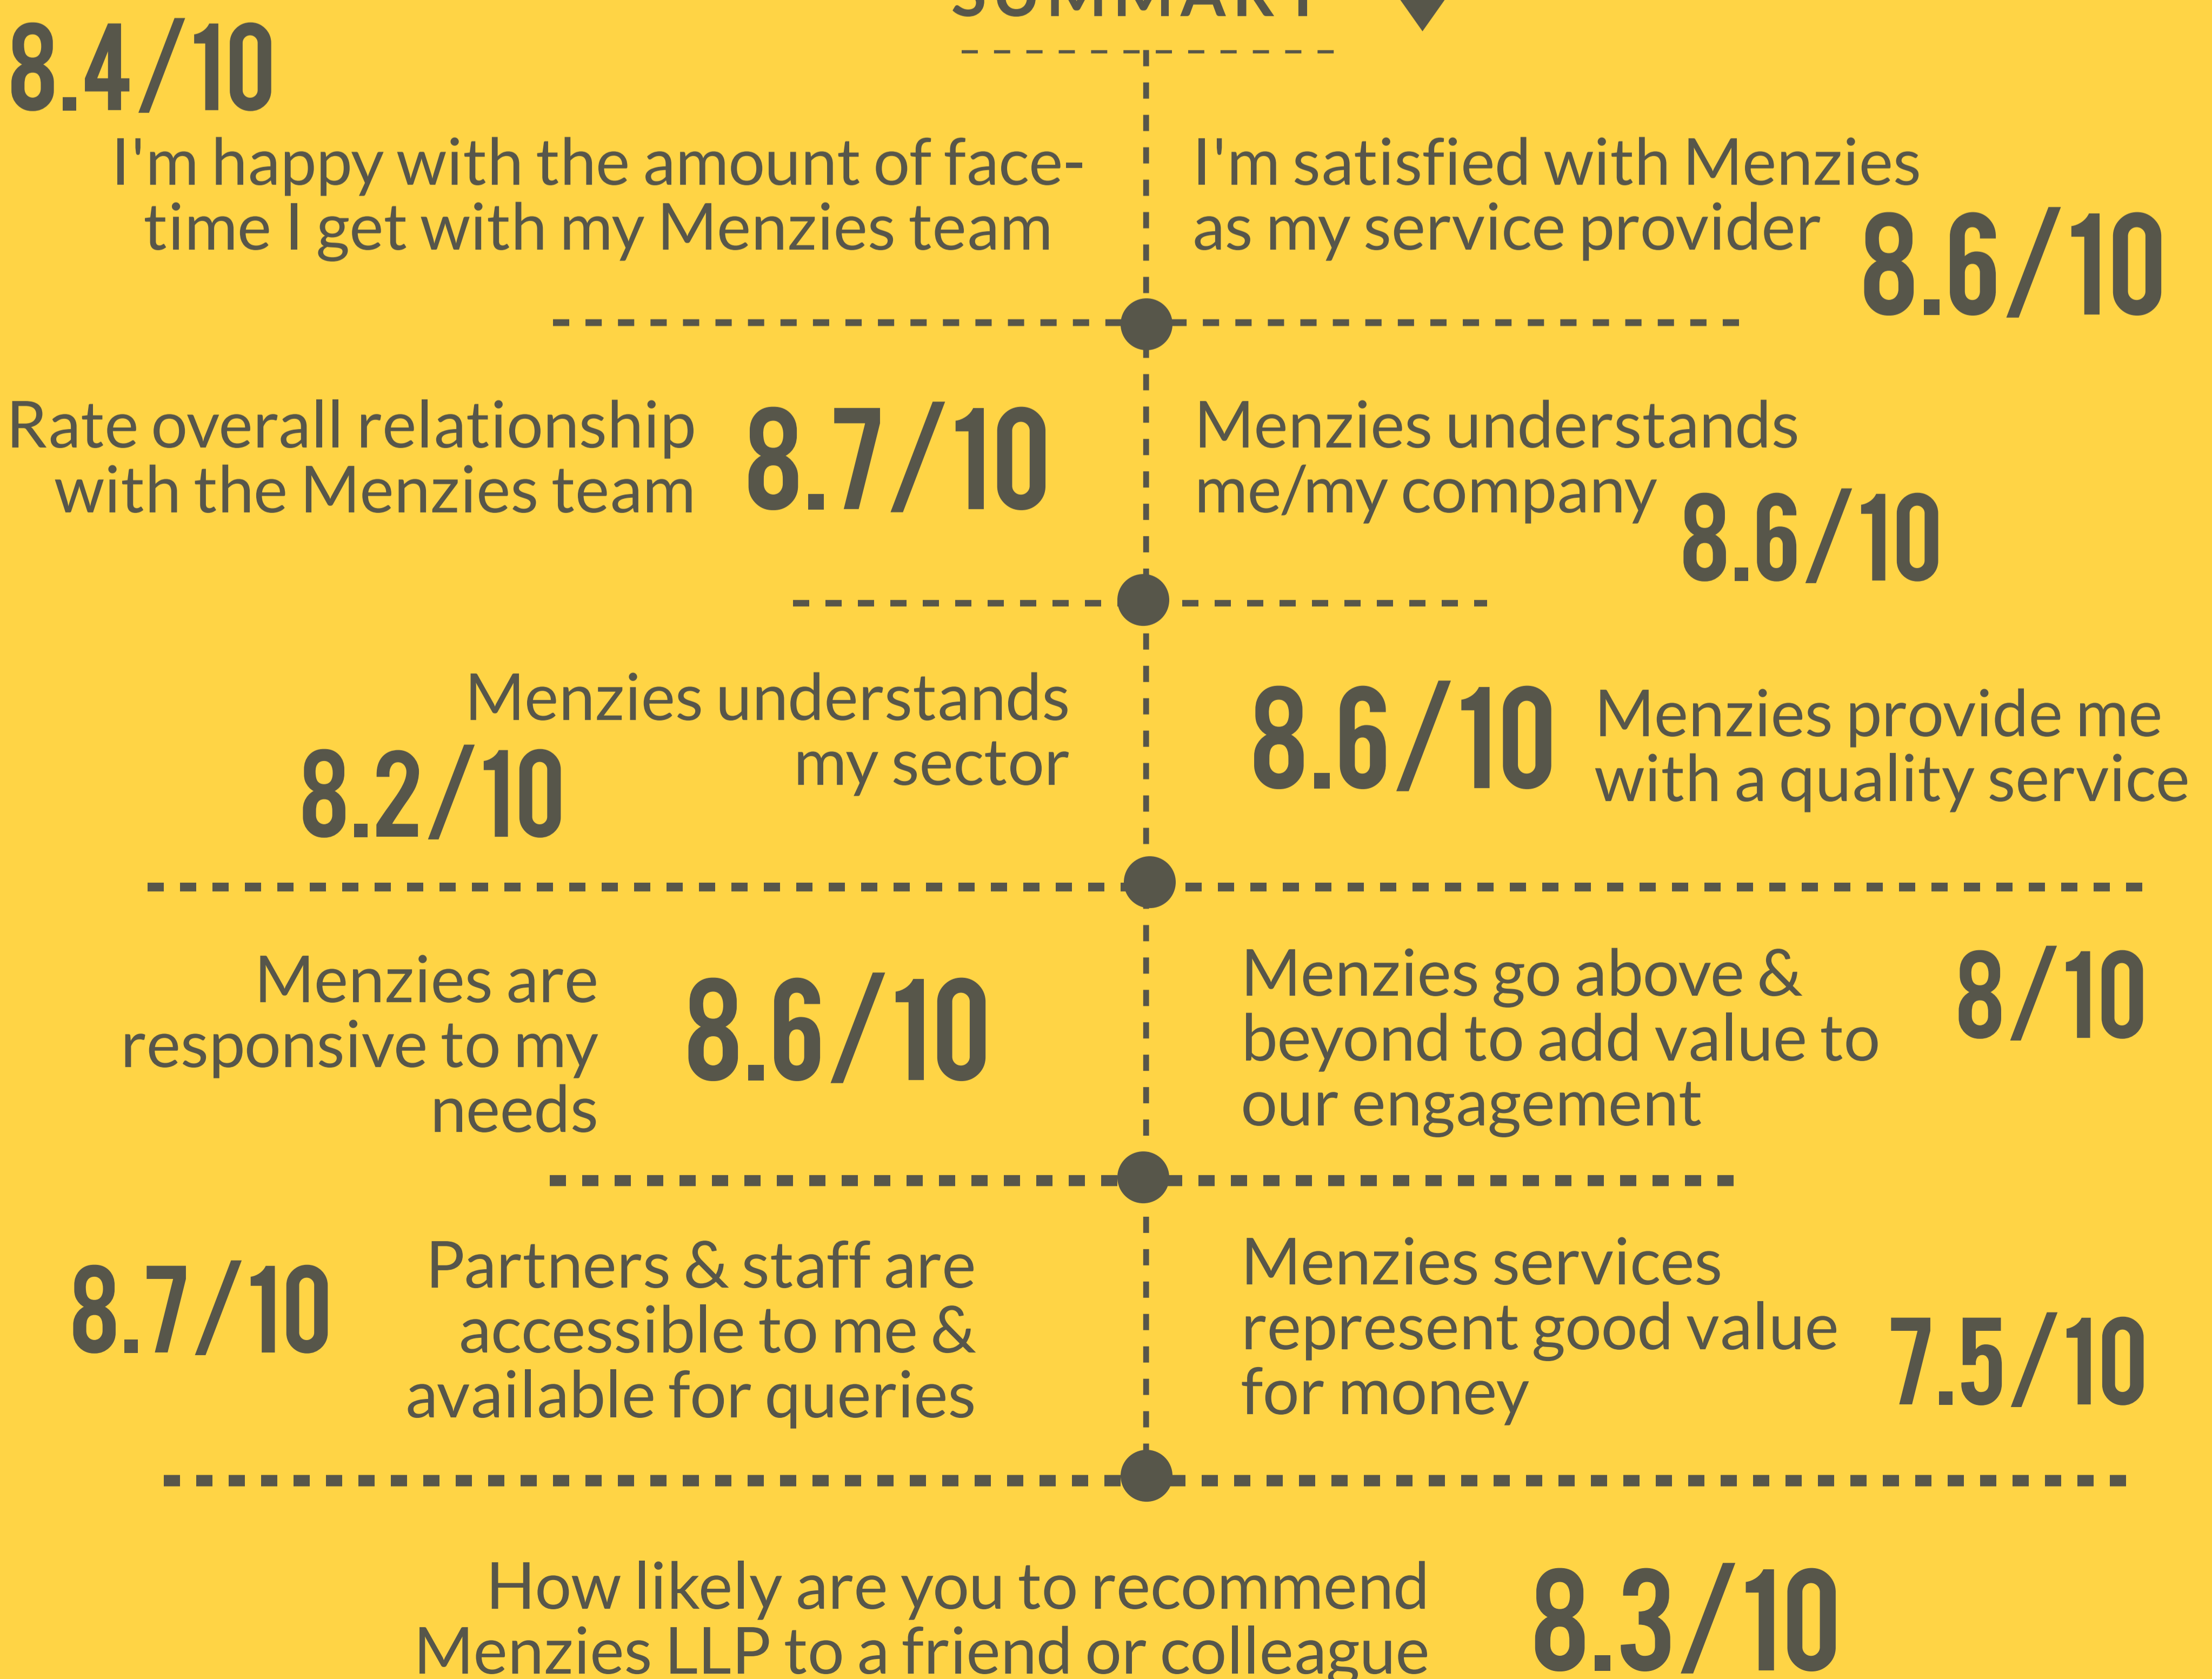 SUMMARY
8.4/10
I'm happy with the amount of face-
time I get with my Menzies team
I'm satisfied with Menzies
as my service provider
8.6/10
Rate overall relationship
with the Menzies team
8.7/10
Menzies understands
me/my company
8.6/10
Menzies understands
my sector
8.2/10
8.6/10
Menzies provide me
with a quality service
Menzies are
responsive to my
needs
8.6/10
Menzies go above &
beyond to add value to
our engagement
8/10
8.7/10
Partners & staff are
accessible to me &
available for queries
Menzies services
represent good value
for money
7.5/10
How likely are you to recommend
Menzies LLP to a friend or colleague
8.3/10